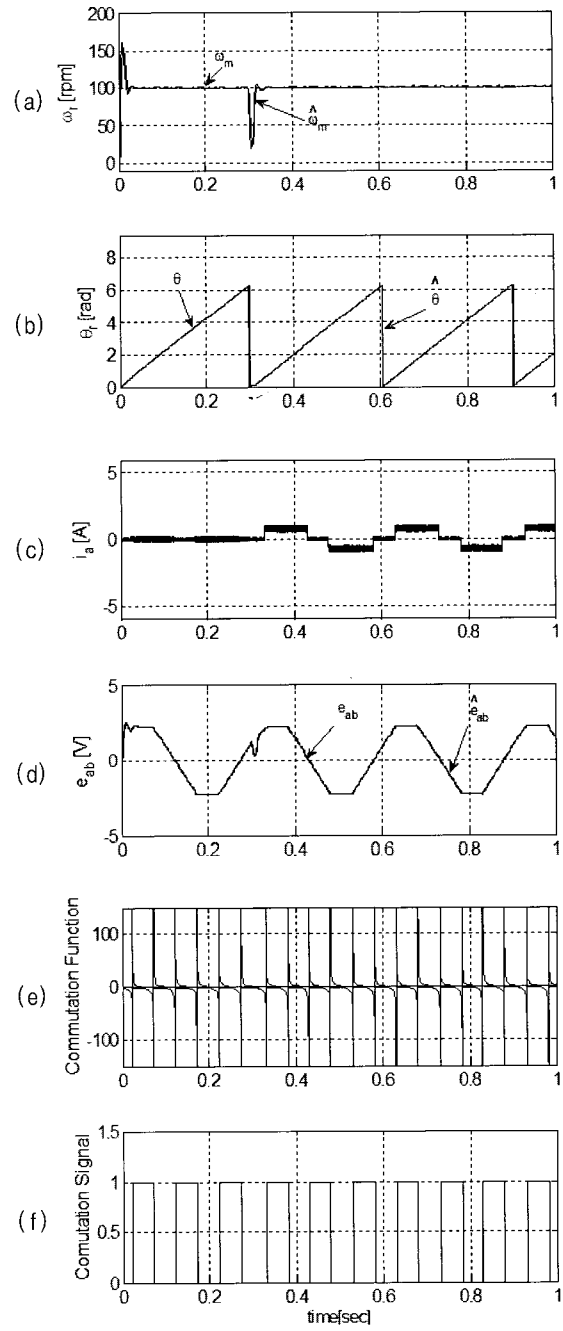 200
150
100
50
0
(a)
ω_r [rpm]
ω_m
ω̂_m
0 0.2 0.4 0.6 0.8 1
8
6
4
2
0
(b)
θ_r [rad]
θ
θ̂
0 0.2 0.4 0.6 0.8 1
5
0
-5
(c)
i_a [A]
0 0.2 0.4 0.6 0.8 1
5
0
-5
(d)
e_ab [V]
e_ab
ê_ab
0 0.2 0.4 0.6 0.8 1
100
0
-100
(e)
Commutation Function
0 0.2 0.4 0.6 0.8 1
1.5
1
0.5
0
(f)
Comutation Signal
0 0.2 0.4 0.6 0.8 1
time[sec]